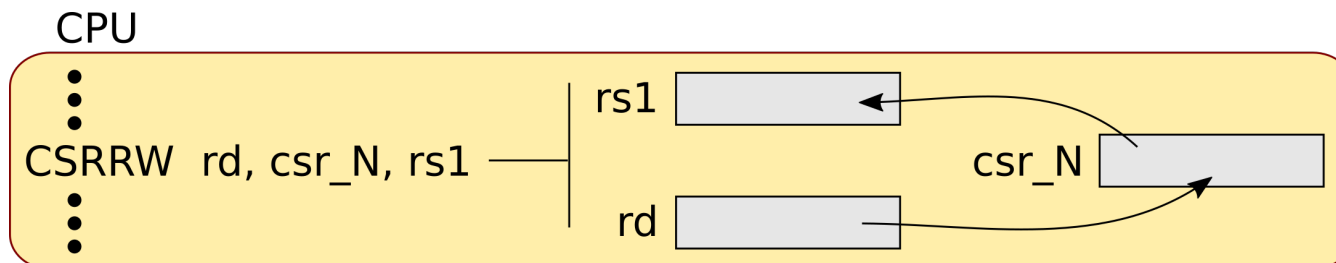 CPU
rs1
CSRRW rd, csr_N, rs1
csr_N
rd